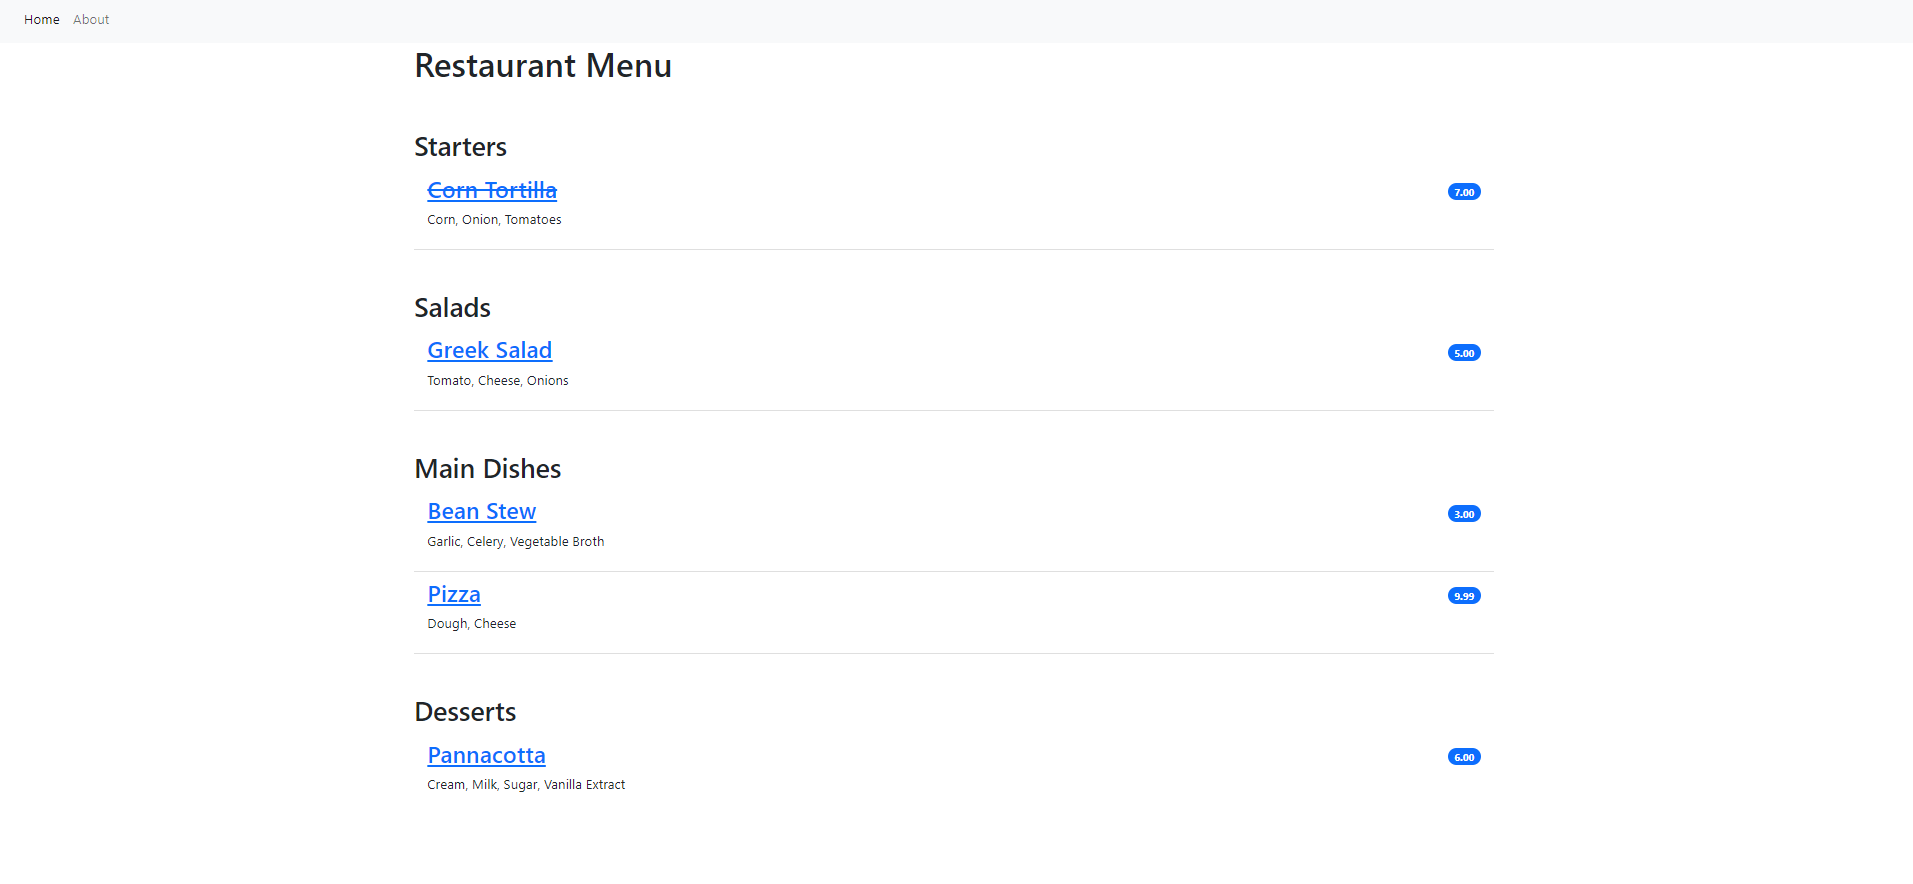 Home About
Restaurant Menu
Starters
Corn Tortilla 7.00
Corn, Onion, Tomatoes
Salads
Greek Salad 5.00
Tomato, Cheese, Onions
Main Dishes
Bean Stew 3.00
Garlic, Celery, Vegetable Broth
Pizza 9.99
Dough, Cheese
Desserts
Pannacotta 6.00
Cream, Milk, Sugar, Vanilla Extract